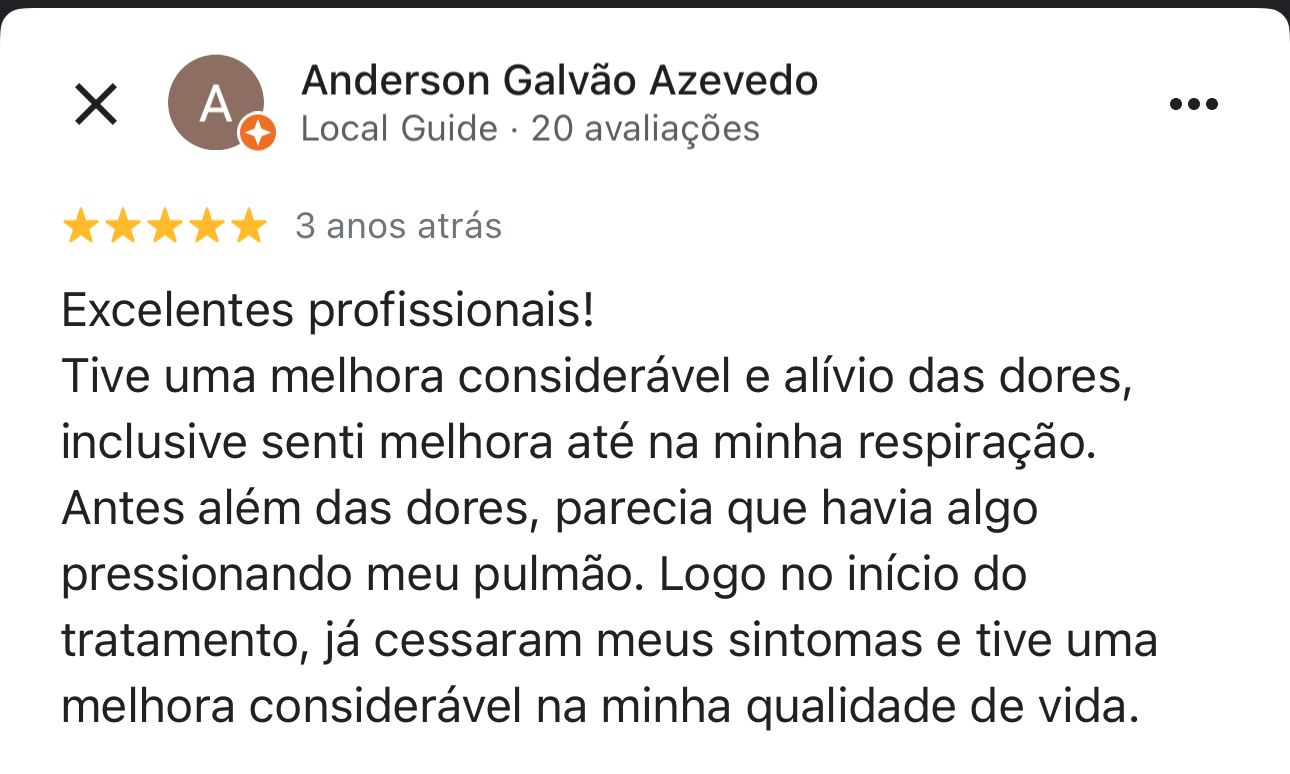 Anderson Galvão Azevedo
A
Local Guide · 20 avaliações
3 anos atrás
Excelentes profissionais!
Tive uma melhora considerável e alívio das dores,
inclusive senti melhora até na minha respiração.
Antes além das dores, parecia que havia algo
pressionando meu pulmão. Logo no início do
tratamento, já cessaram meus sintomas e tive uma
melhora considerável na minha qualidade de vida.